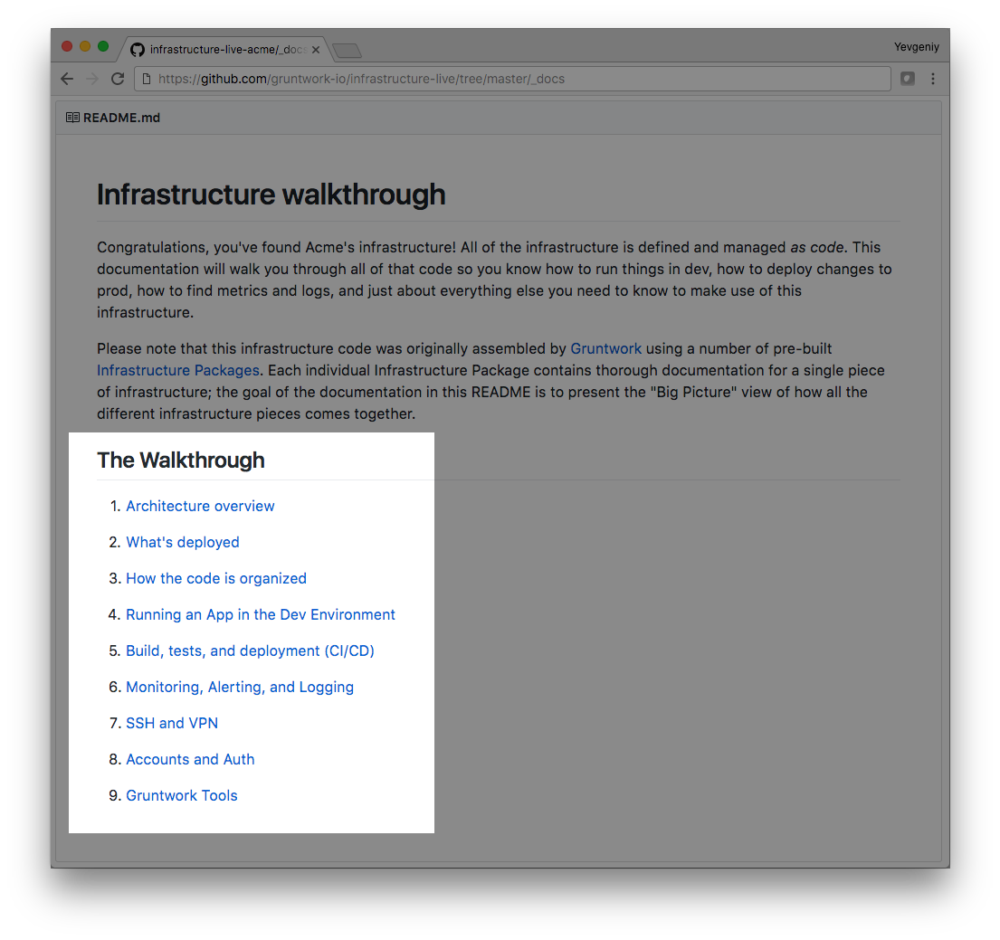 infrastructure-live-acme/_docs
Yevgeniy
https://github.com/gruntwork-io/infrastructure-live/tree/master/_docs
README.md
Infrastructure walkthrough
Congratulations, you've found Acme's infrastructure! All of the infrastructure is defined and managed as code. This
documentation will walk you through all of that code so you know how to run things in dev, how to deploy changes to
prod, how to find metrics and logs, and just about everything else you need to know to make use of this
infrastructure.
Please note that this infrastructure code was originally assembled by Gruntwork using a number of pre-built
Infrastructure Packages. Each individual Infrastructure Package contains thorough documentation for a single piece
of infrastructure; the goal of the documentation in this README is to present the "Big Picture" view of how all the
different infrastructure pieces comes together.
The Walkthrough
1. Architecture overview
2. What's deployed
3. How the code is organized
4. Running an App in the Dev Environment
5. Build, tests, and deployment (CI/CD)
6. Monitoring, Alerting, and Logging
7. SSH and VPN
8. Accounts and Auth
9. Gruntwork Tools